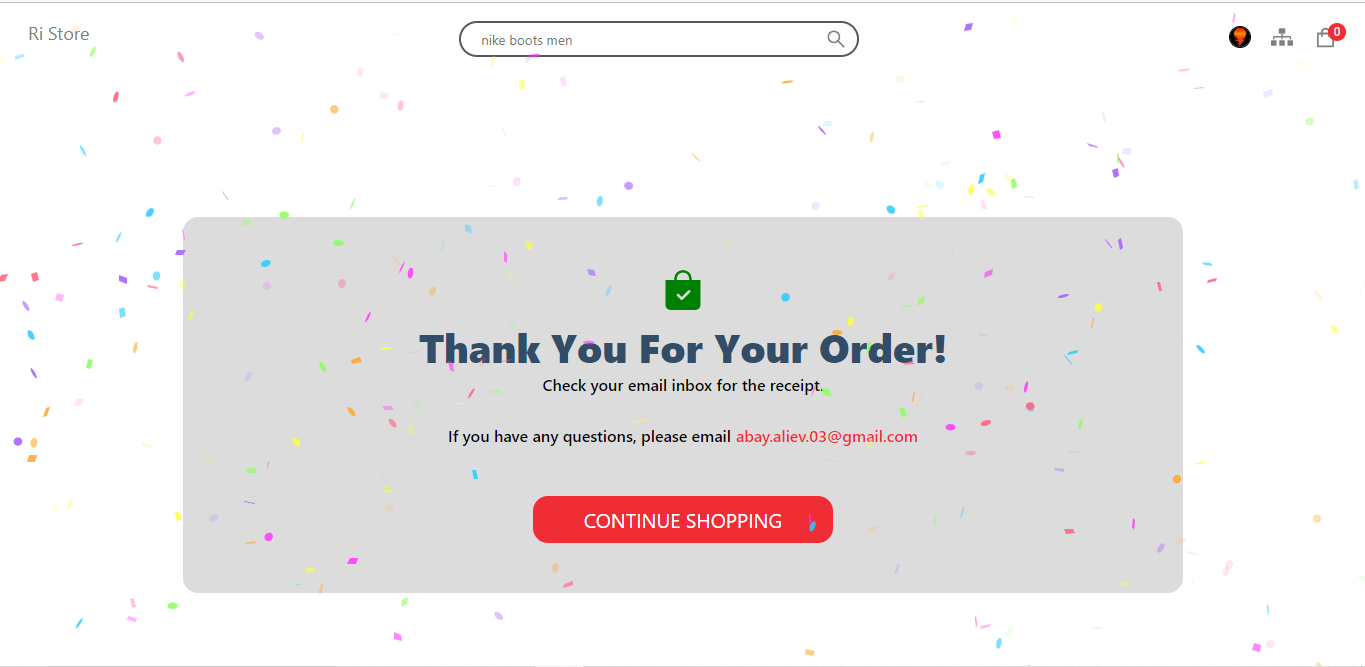 Ri Store
nike boots men
0
Thank You For Your Order!
Check your email inbox for the receipt.
If you have any questions, please email abay.aliev.03@gmail.com
CONTINUE SHOPPING